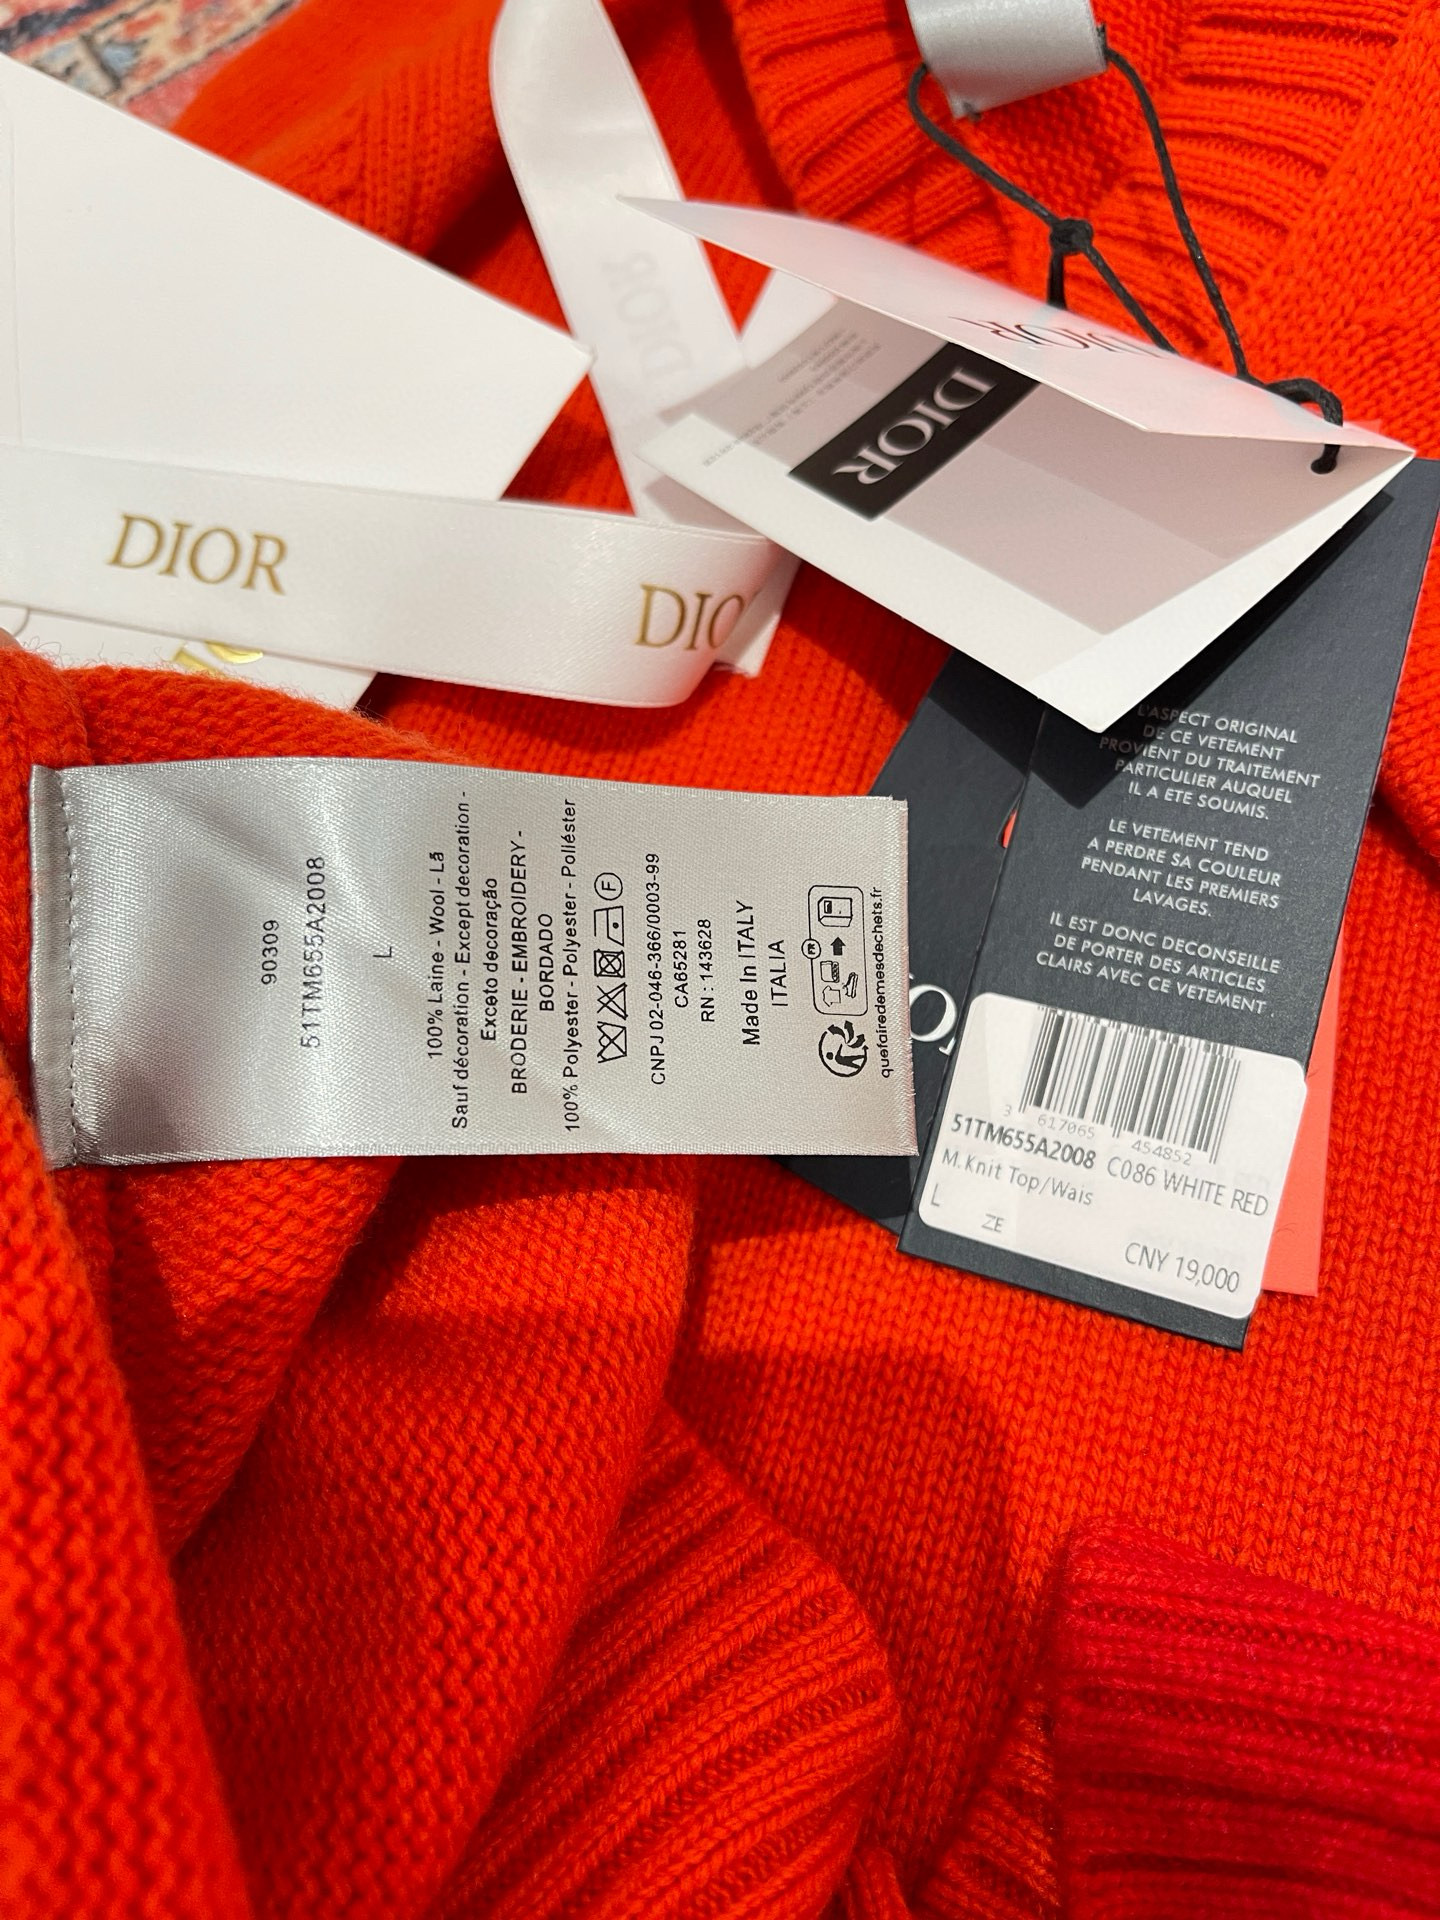 DIOR
DIOR
DIOR
DIOR
L'ASPECT ORIGINAL
DE CE VETEMENT
PROVIENT DU TRAITEMENT
PARTICULIER AUQUEL
IL A ETE SOUMIS.
LE VETEMENT TEND
A PERDRE SA COULEUR
PENDANT LES PREMIERS
LAVAGES.
IL EST DONC DECONSEILLE
DE PORTER DES ARTICLES
CLAIRS AVEC CE VETEMENT.
3 617065 454852
51TM655A2008 C086 WHITE RED
M.Knit Top/Wais
L
ZE
CNY 19,000
DIOR
DIO
90309
51TM655A2008
L
100% Laine - Wool - Lã
Sauf décoration - Except decoration -
Exceto decoração
BRODERIE - EMBROIDERY -
BORDADO
100% Polyester - Polyester - Poliéster
F
CNPJ 02-046-366/0003-99
CA65281
RN : 143628
Made In ITALY
ITALIA
FR
quefairedemesdechets.fr